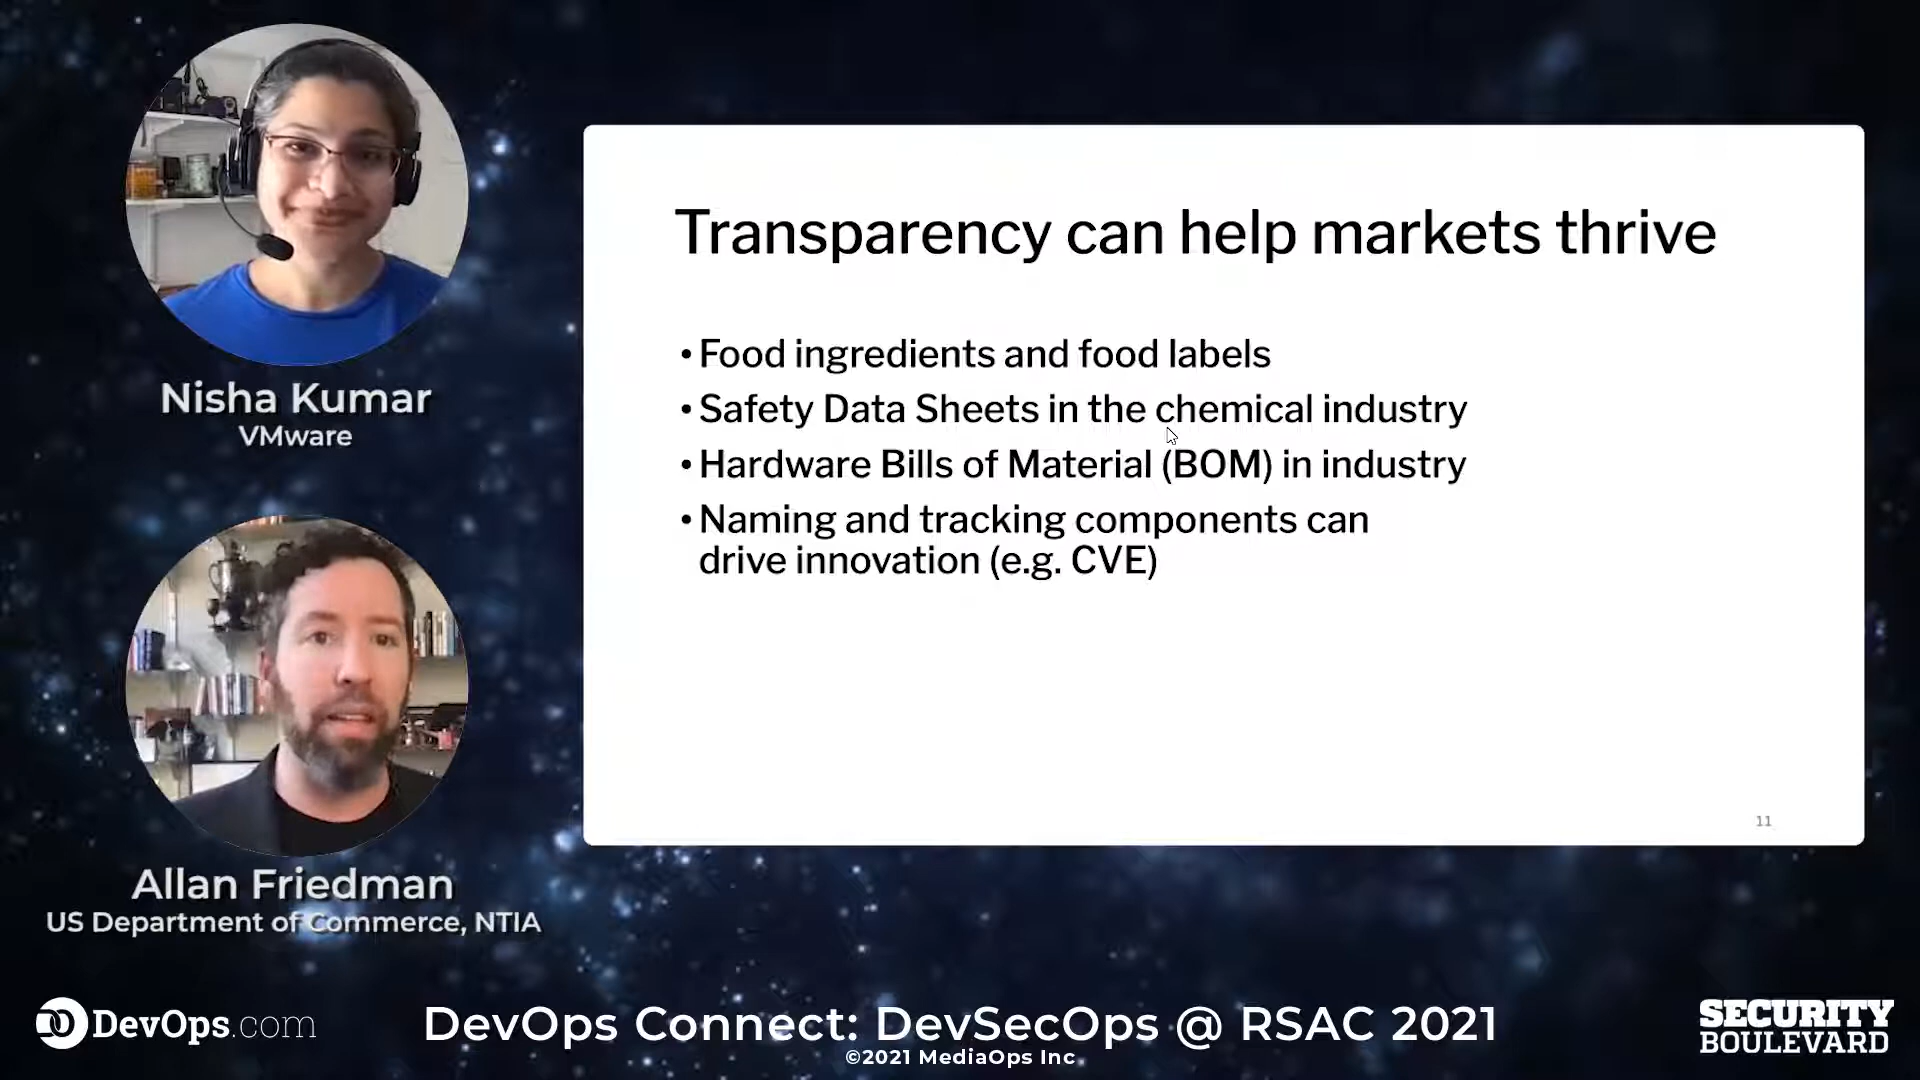 Nisha Kumar
VMware
Allan Friedman
US Department of Commerce, NTIA
Transparency can help markets thrive
• Food ingredients and food labels
• Safety Data Sheets in the chemical industry
• Hardware Bills of Material (BOM) in industry
• Naming and tracking components can
drive innovation (e.g. CVE)
11
DevOps.com
DevOps Connect: DevSecOps @ RSAC 2021
©2021 MediaOps Inc
SECURITY
BOULEVARD